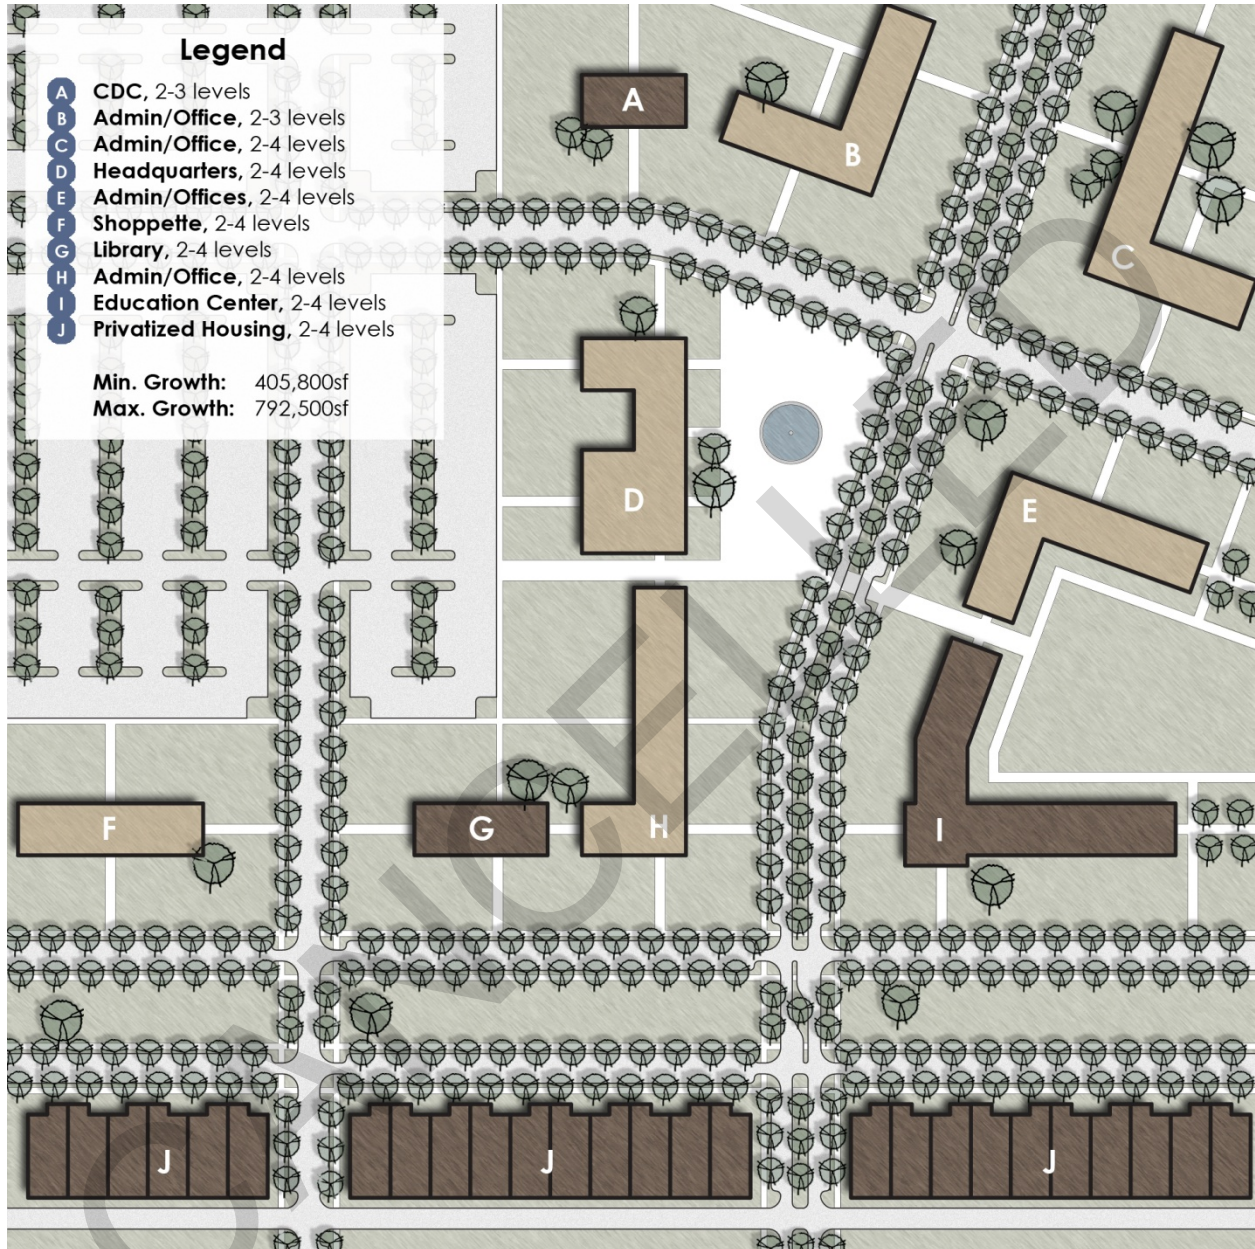 Legend
A CDC, 2-3 levels
B Admin/Office, 2-3 levels
C Admin/Office, 2-4 levels
D Headquarters, 2-4 levels
E Admin/Offices, 2-4 levels
F Shoppette, 2-4 levels
G Library, 2-4 levels
H Admin/Office, 2-4 levels
I Education Center, 2-4 levels
J Privatized Housing, 2-4 levels
Min. Growth: 405,800sf
Max. Growth: 792,500sf
A
B
C
D
E
F
G
H
I
J
J
J
CANCELLED